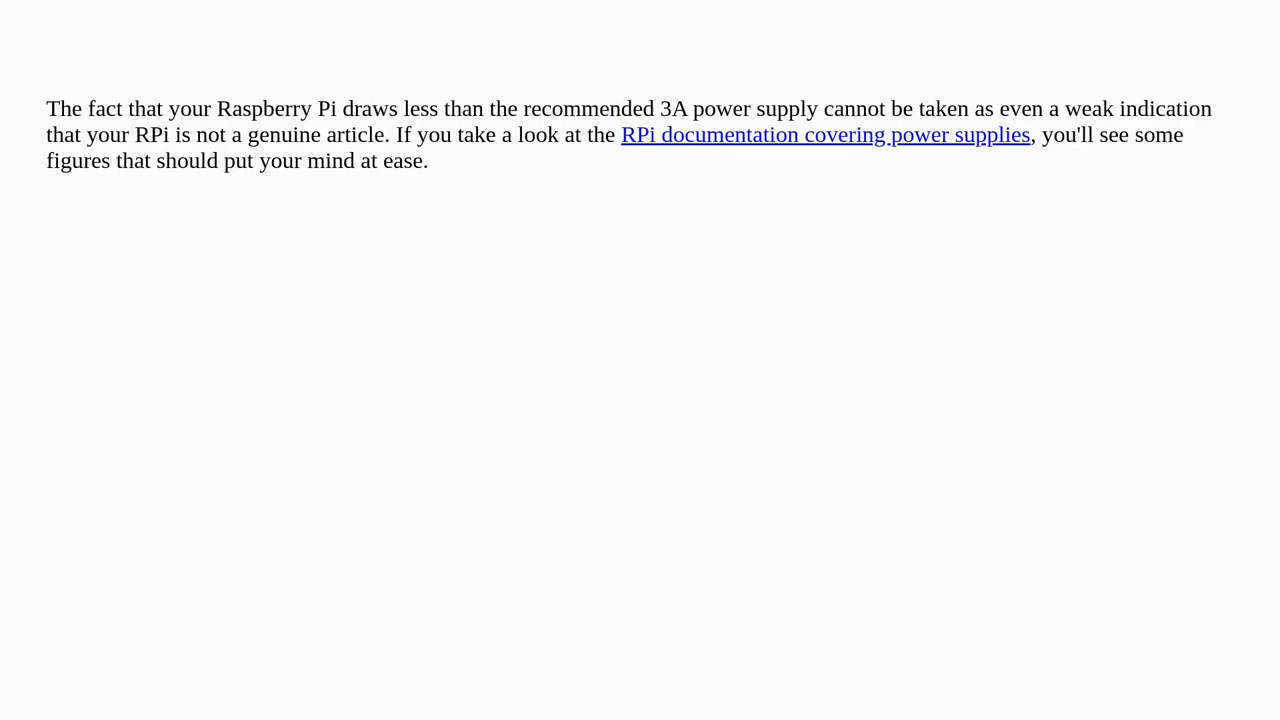 The fact that your Raspberry Pi draws less than the recommended 3A power supply cannot be taken as even a weak indication
that your RPi is not a genuine article. If you take a look at the RPi documentation covering power supplies, you'll see some
figures that should put your mind at ease.